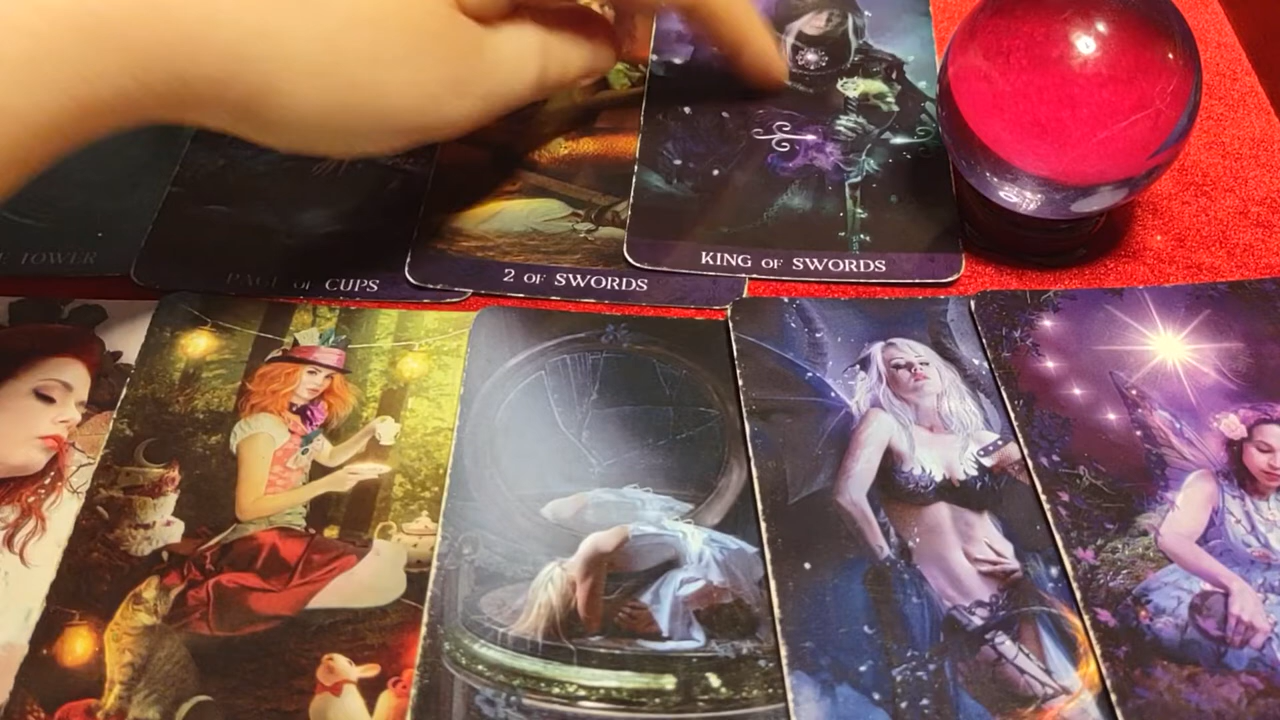 E TOWER
PAGE OF CUPS
2 OF SWORDS
KING OF SWORDS